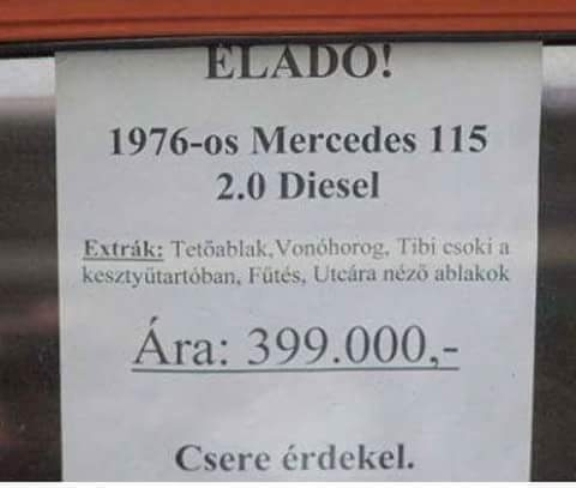 ELADÓ!
1976-os Mercedes 115
2.0 Diesel
Extrák: Tetőablak,Vonóhorog, Tibi csoki a
kesztyűtartóban, Fűtés, Utcára néző ablakok
Ára: 399.000,-
Csere érdekel.